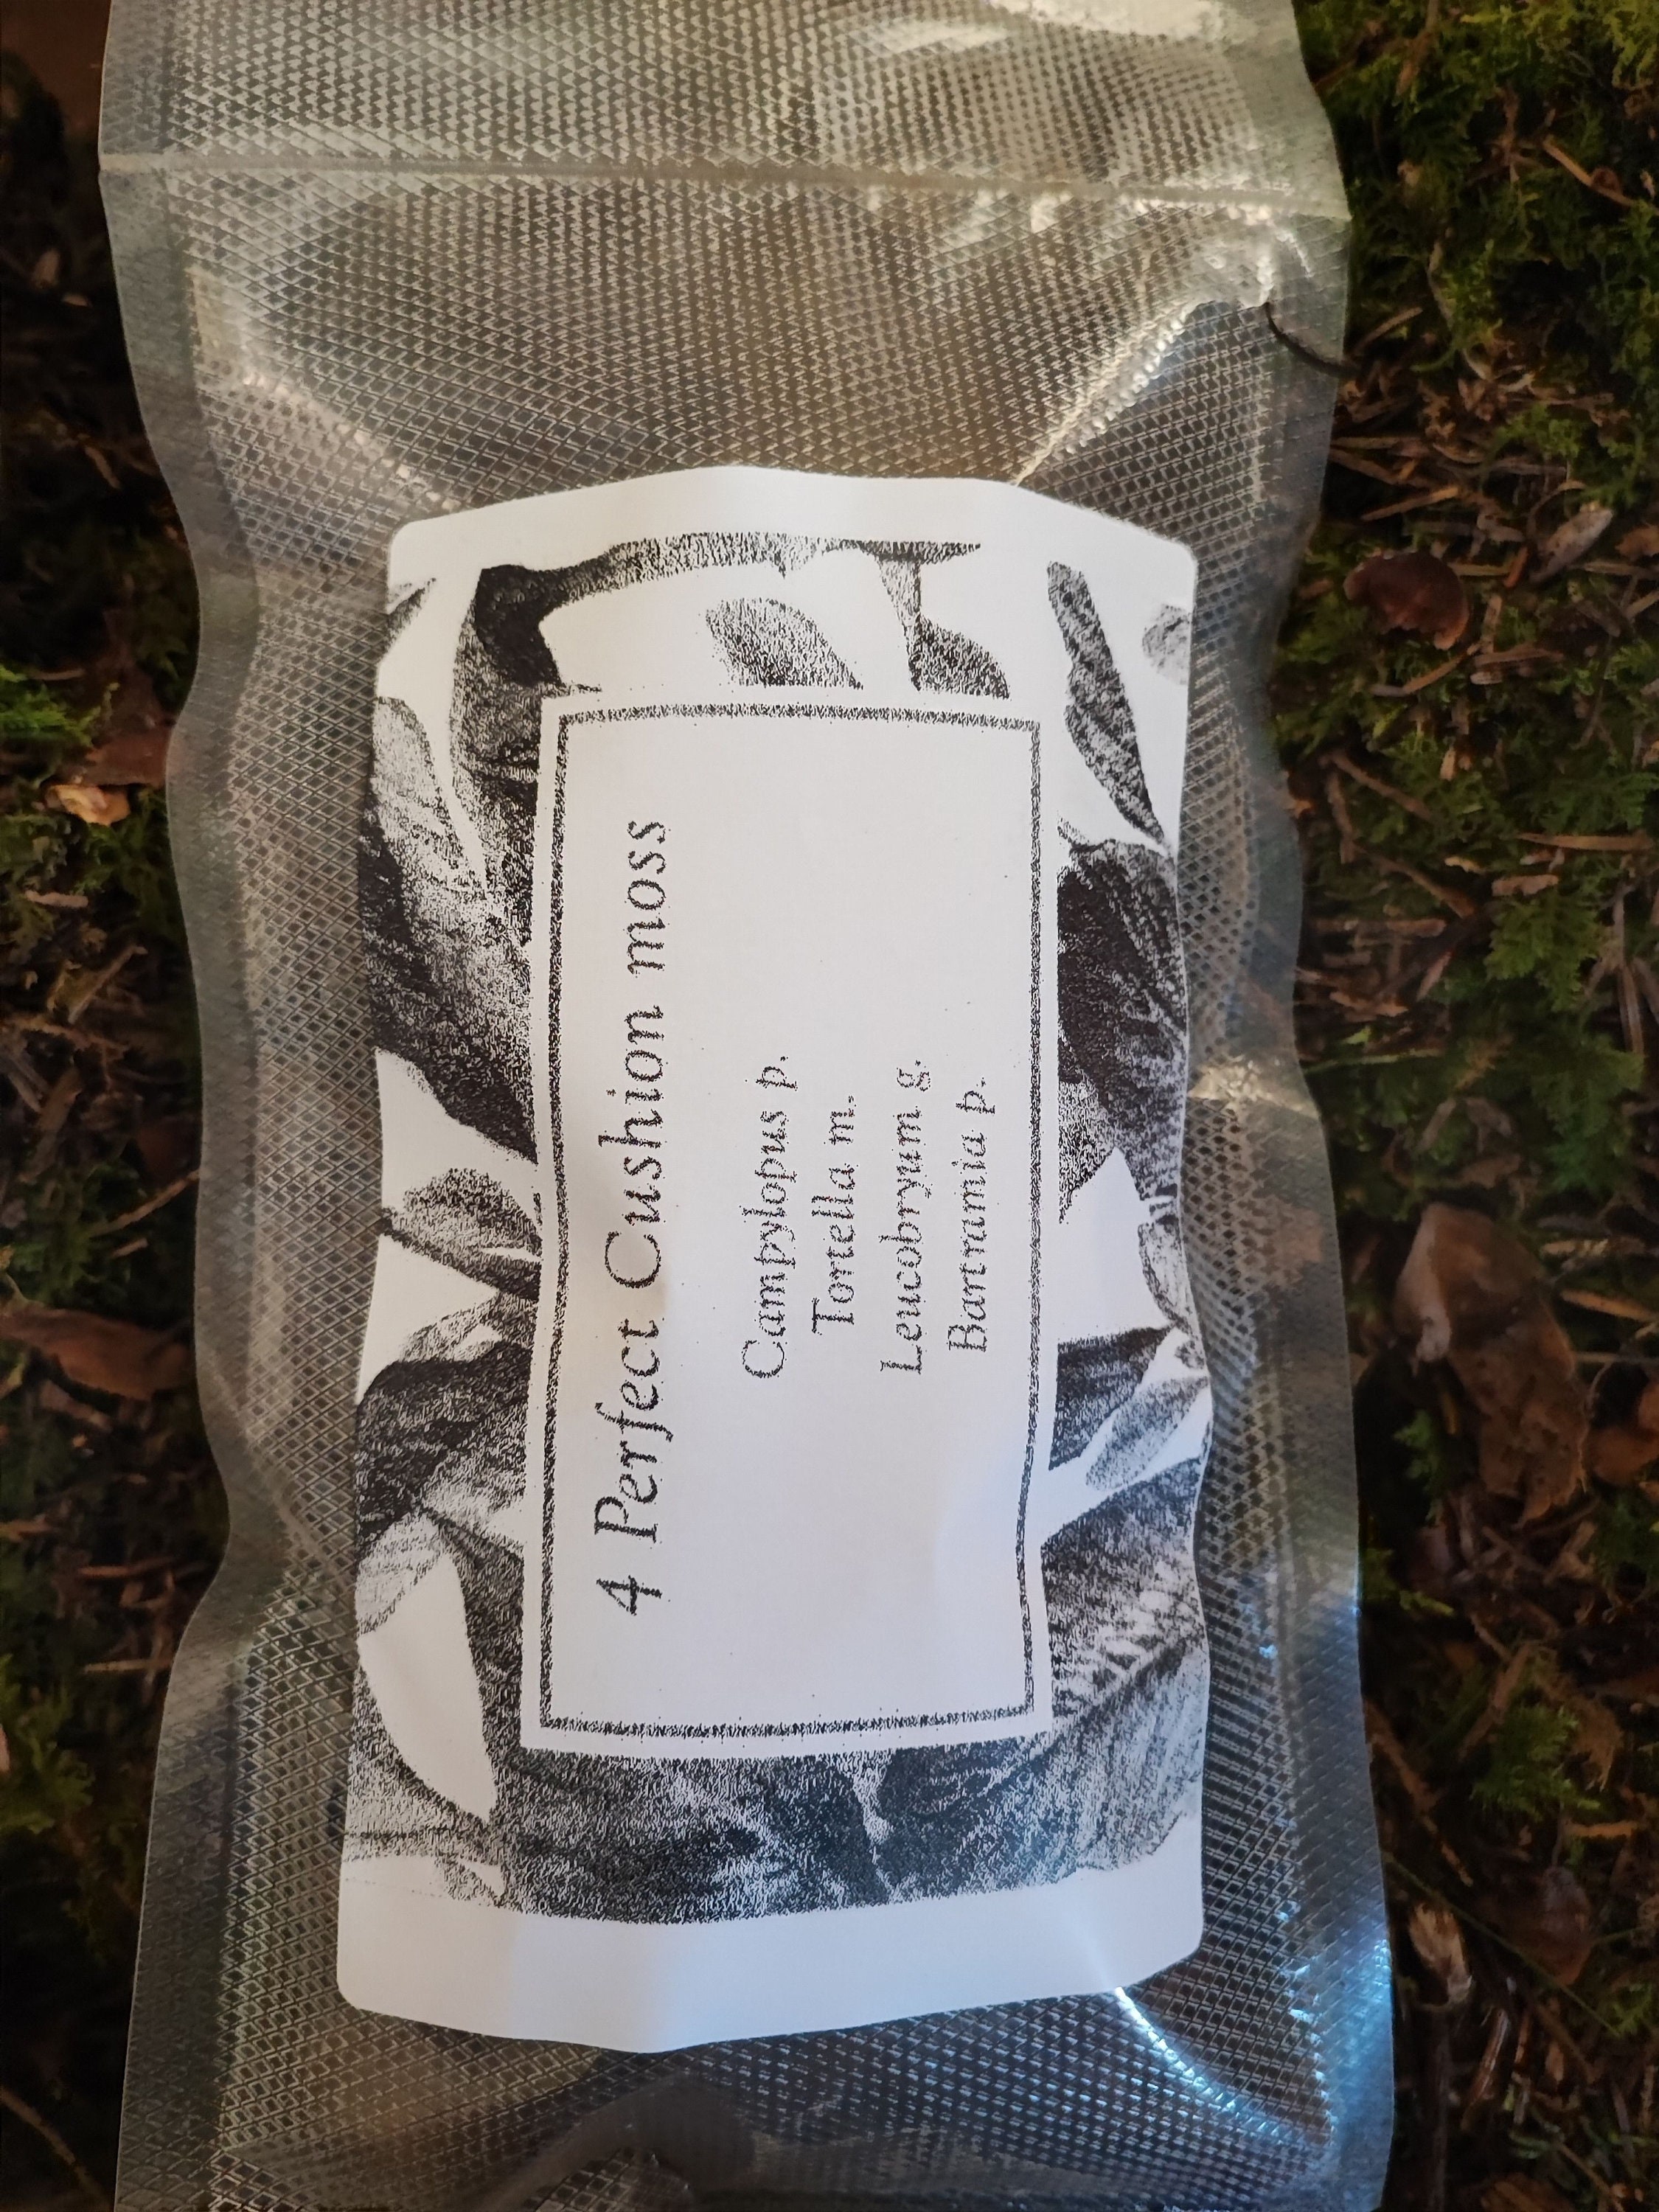 4 Perfect Cushion moss
Campylopus p.
Tortella m.
Leucobryum g.
Bartramia p.